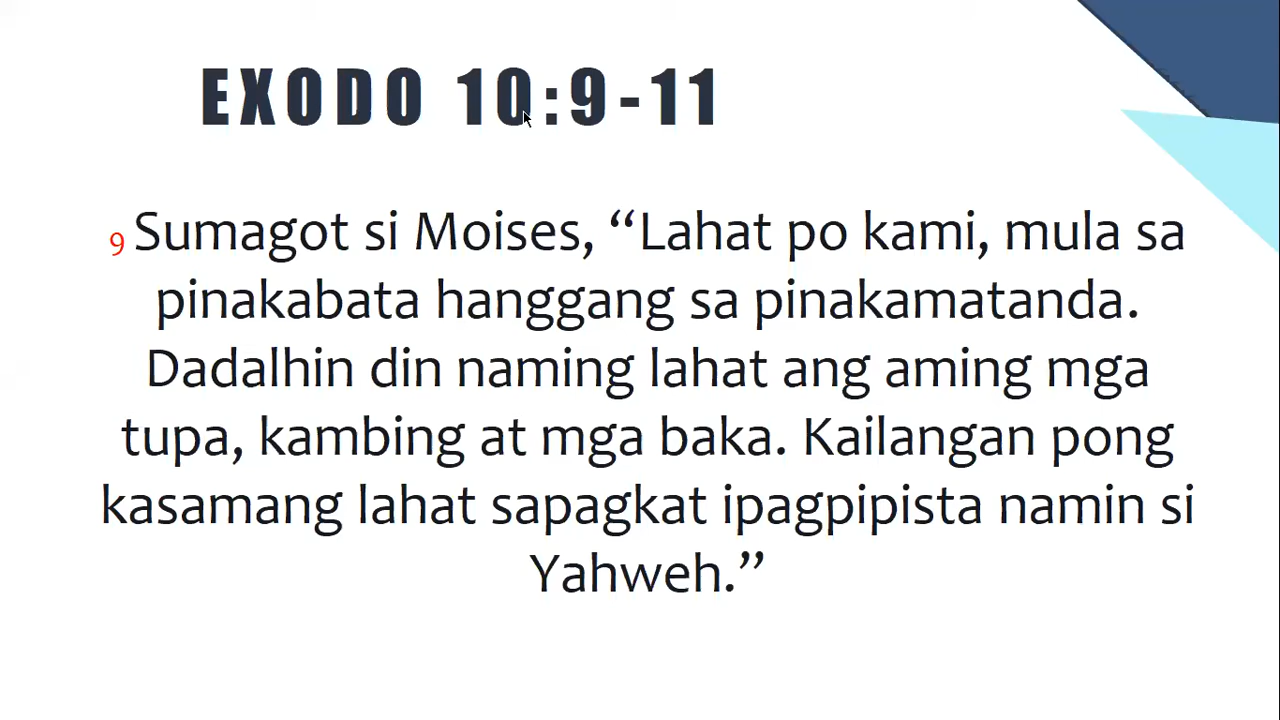 EXODO 10:9-11
9 Sumagot si Moises, “Lahat po kami, mula sa
pinakabata hanggang sa pinakamatanda.
Dadalhin din naming lahat ang aming mga
tupa, kambing at mga baka. Kailangan pong
kasamang lahat sapagkat ipagpipista namin si
Yahweh.”